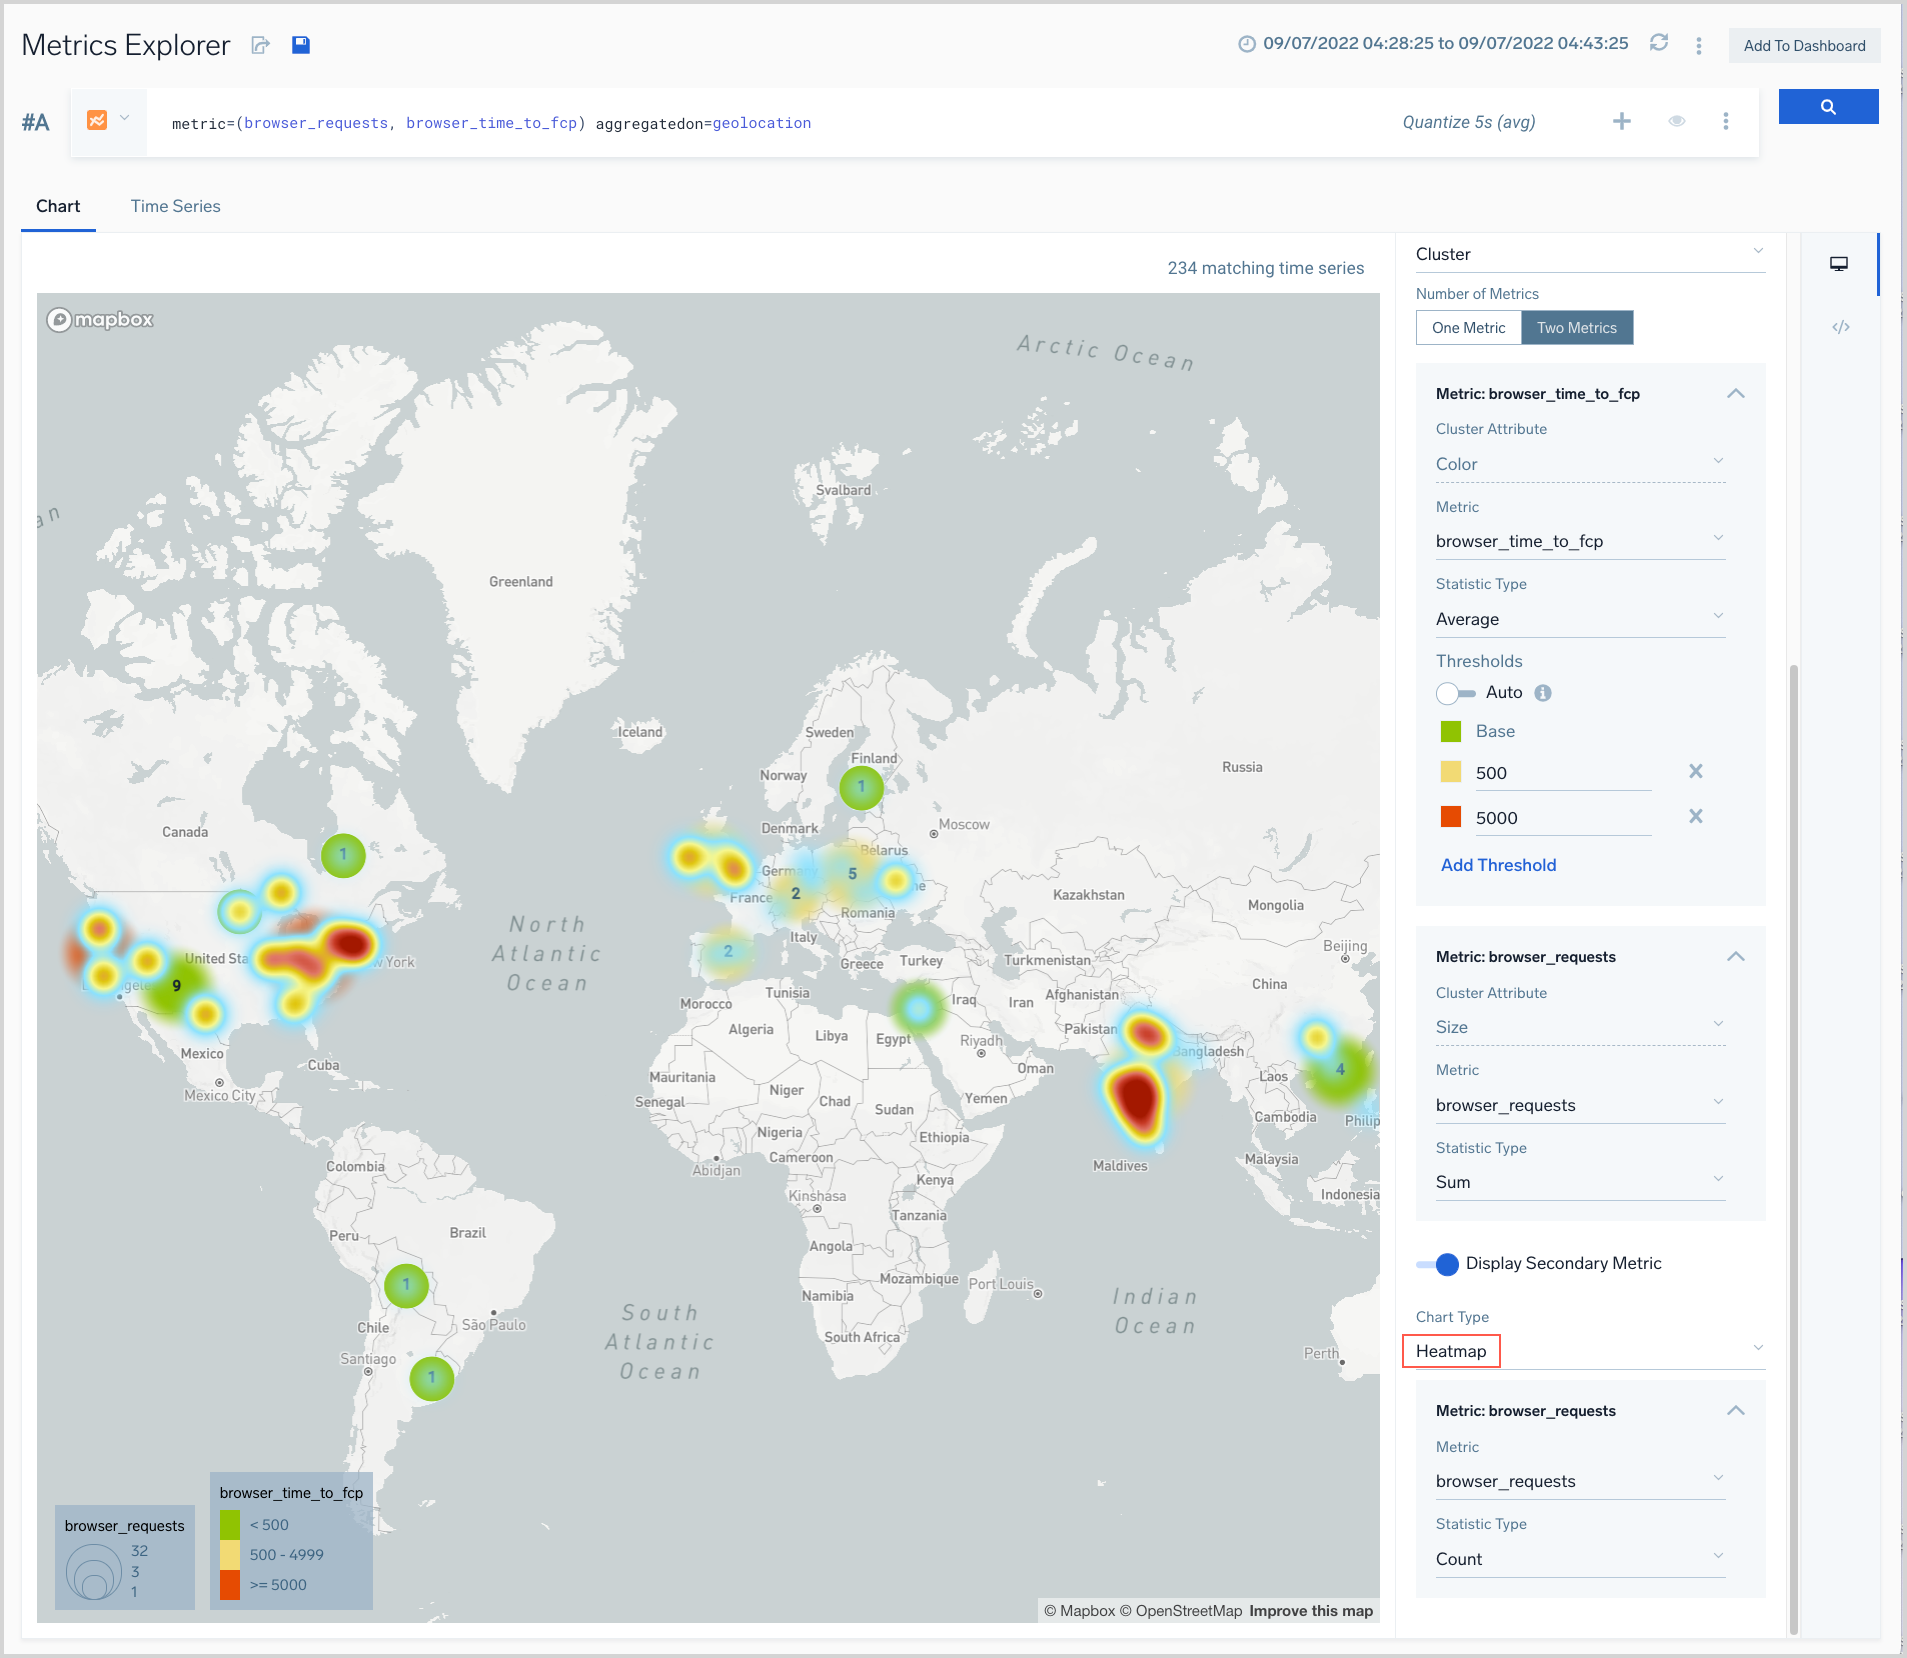 Metrics Explorer
09/07/2022 04:28:25 to 09/07/2022 04:43:25
Add To Dashboard
#A
metric=(browser_requests, browser_time_to_fcp) aggregatedon=geolocation
Quantize 5s (avg)
Chart
Time Series
234 matching time series
mapbox
Arctic Ocean
an
Svalbard
Greenland
Iceland
Sweden
Finland
Norway
Russia
1
Canada
1
Denmark
Moscow
Belarus
5
2
France
Romania
Kazakhstan
Mongolia
North
Atlantic
Ocean
Italy
Greece
Turkey
Turkmenistan
Beijing
2
United Sta
w York
9
Morocco
Tunisia
Iraq
Iran
Afghanistan
China
Algeria
Libya
Egypt
Pakistan
Riyadh
Bangladesh
Mexico
Cuba
Oman
Laos
4
Mexico City
Mauritania
Niger
Chad
Senegal
Sudan
Yemen
Cambodia
Philip
Nigeria
Ethiopia
Cameroon
Abidjan
Maldives
Malaysia
Colombia
Kenya
Kinshasa
Indonesia
Tanzania
Peru
Brazil
Angola
1
Mozambique
Port Louis
Namibia
Indian
Ocean
South
Atlantic
Ocean
São Paulo
Chile
South Africa
Santiago
Perth
1
browser_requests
32
3
1
browser_time_to_fcp
< 500
500 - 4999
>= 5000
© Mapbox © OpenStreetMap Improve this map
Cluster
Number of Metrics
One Metric
Two Metrics
Metric: browser_time_to_fcp
Cluster Attribute
Color
Metric
browser_time_to_fcp
Statistic Type
Average
Thresholds
Auto
Base
500
5000
Add Threshold
Metric: browser_requests
Cluster Attribute
Size
Metric
browser_requests
Statistic Type
Sum
Display Secondary Metric
Chart Type
Heatmap
Metric: browser_requests
Metric
browser_requests
Statistic Type
Count